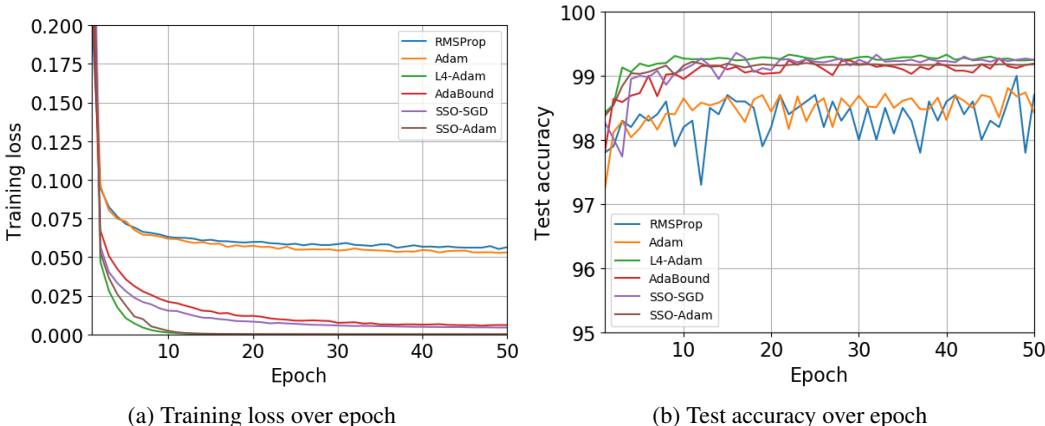 0.200
0.175
0.150
0.125
0.100
0.075
0.050
0.025
0.000
Training loss
RMSProp
Adam
L4-Adam
AdaBound
SSO-SGD
SSO-Adam
10 20 30 40 50
Epoch
(a) Training loss over epoch
100
99
98
97
96
95
Test accuracy
RMSProp
Adam
L4-Adam
AdaBound
SSO-SGD
SSO-Adam
10 20 30 40 50
Epoch
(b) Test accuracy over epoch